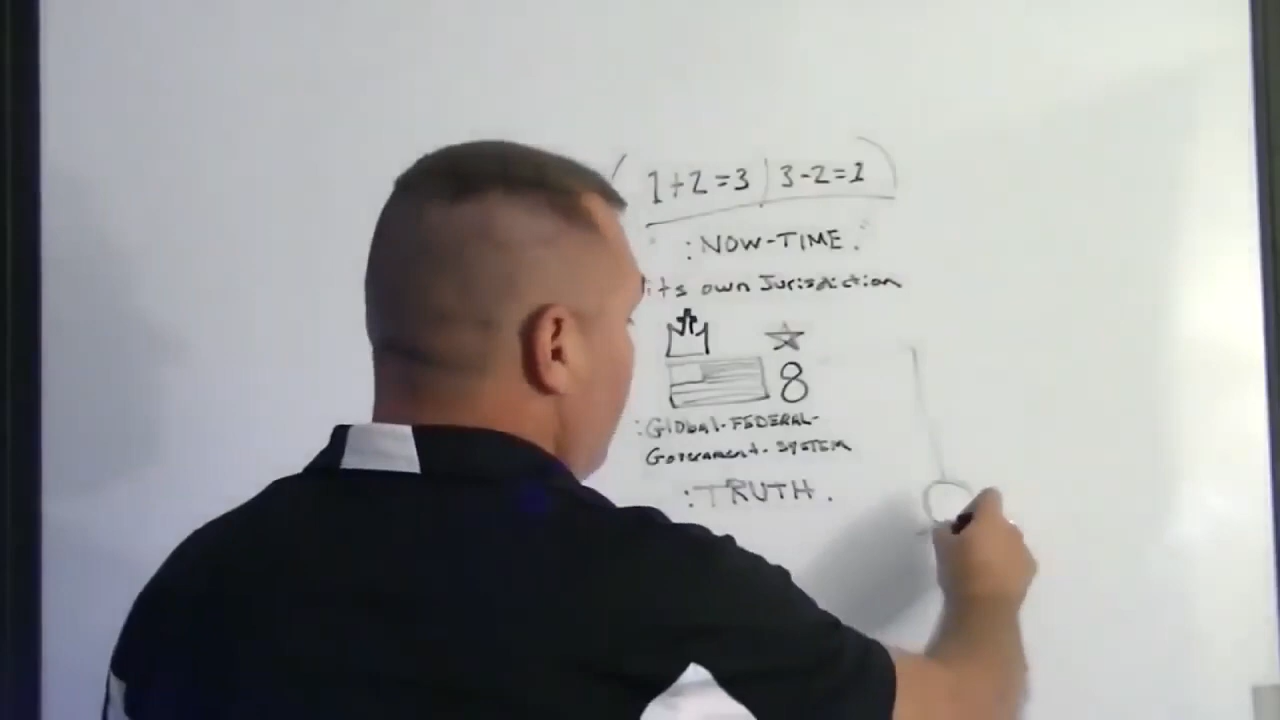 1+2=3 | 3-2=1
:NOW-TIME.
its own Jurisdiction
8
:Global-FEDERAL-
Government-SYSTEM
:TRUTH.